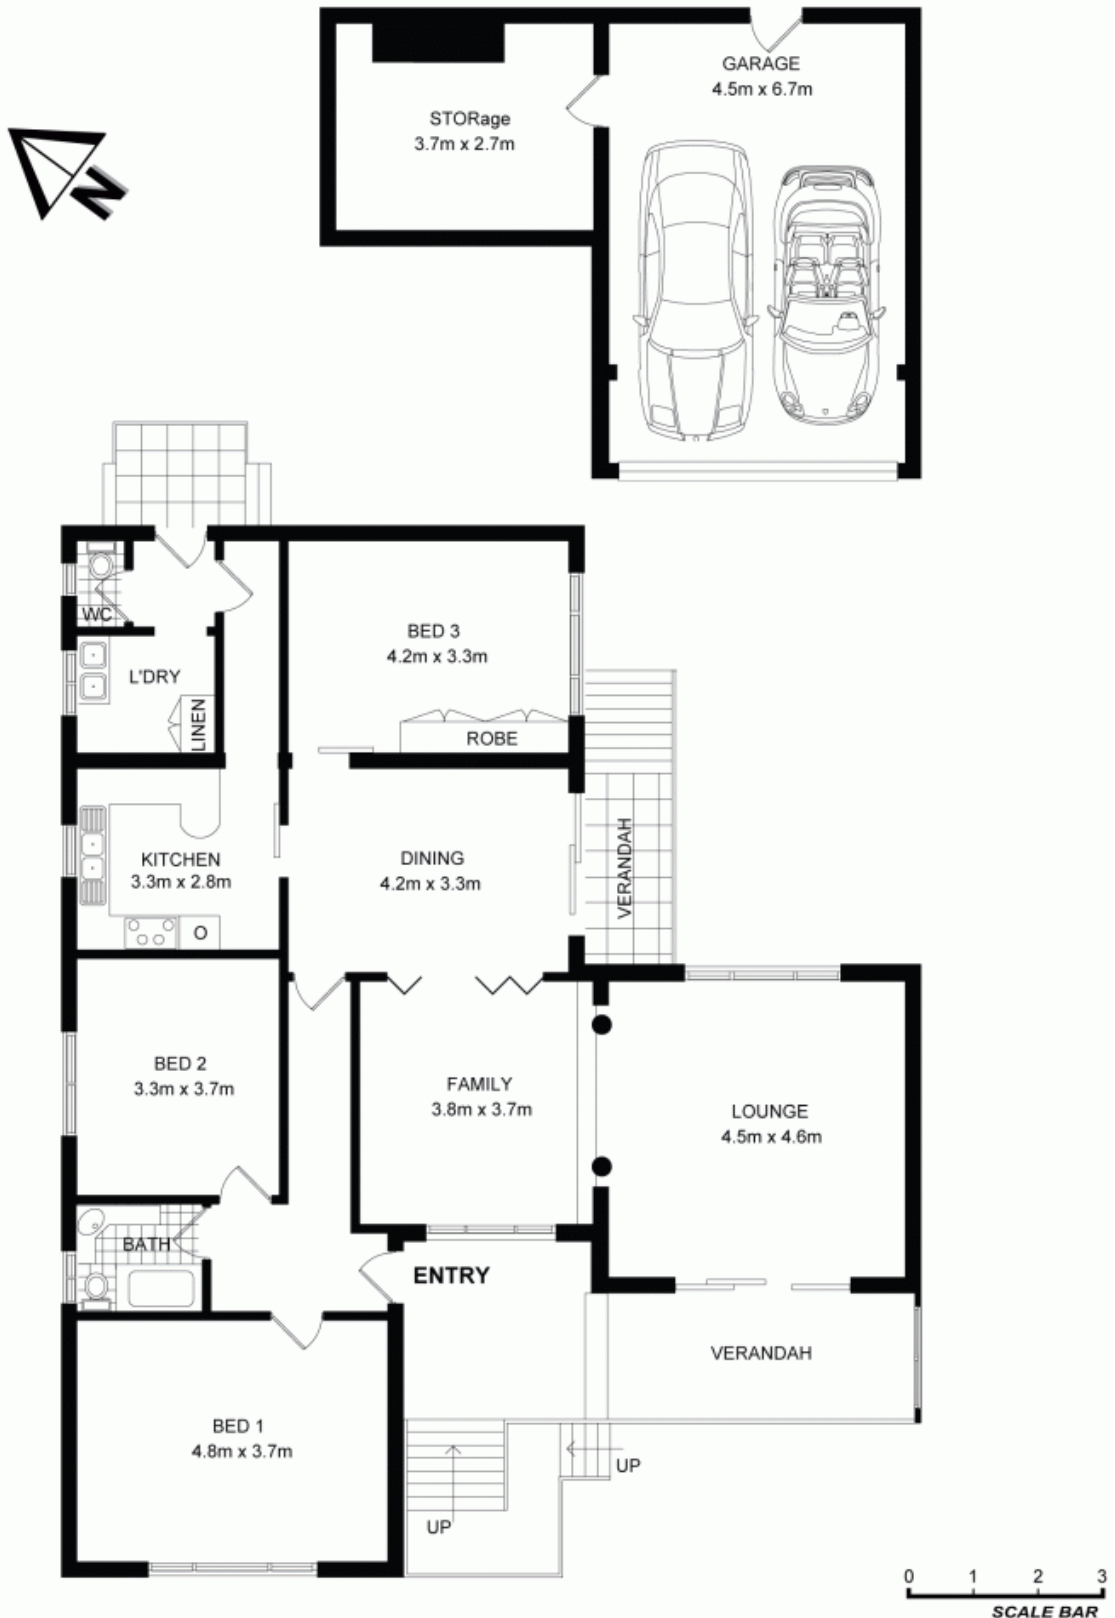 GARAGE
4.5m x 6.7m
STORage
3.7m x 2.7m
N
WC
BED 3
4.2m x 3.3m
L'DRY
LINEN
ROBE
KITCHEN
3.3m x 2.8m
O
DINING
4.2m x 3.3m
VERANDAH
BED 2
3.3m x 3.7m
FAMILY
3.8m x 3.7m
LOUNGE
4.5m x 4.6m
BATH
ENTRY
VERANDAH
BED 1
4.8m x 3.7m
UP
UP
0 1 2 3
SCALE BAR